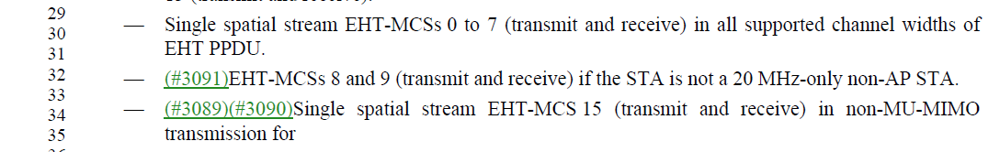 29
— Single spatial stream EHT-MCSs 0 to 7 (transmit and receive) in all supported channel widths of
30
31 EHT PPDU.
32 — (#3091)EHT-MCSs 8 and 9 (transmit and receive) if the STA is not a 20 MHz-only non-AP STA.
33
34 — (#3089)(#3090)Single spatial stream EHT-MCS 15 (transmit and receive) in non-MU-MIMO
35 transmission for